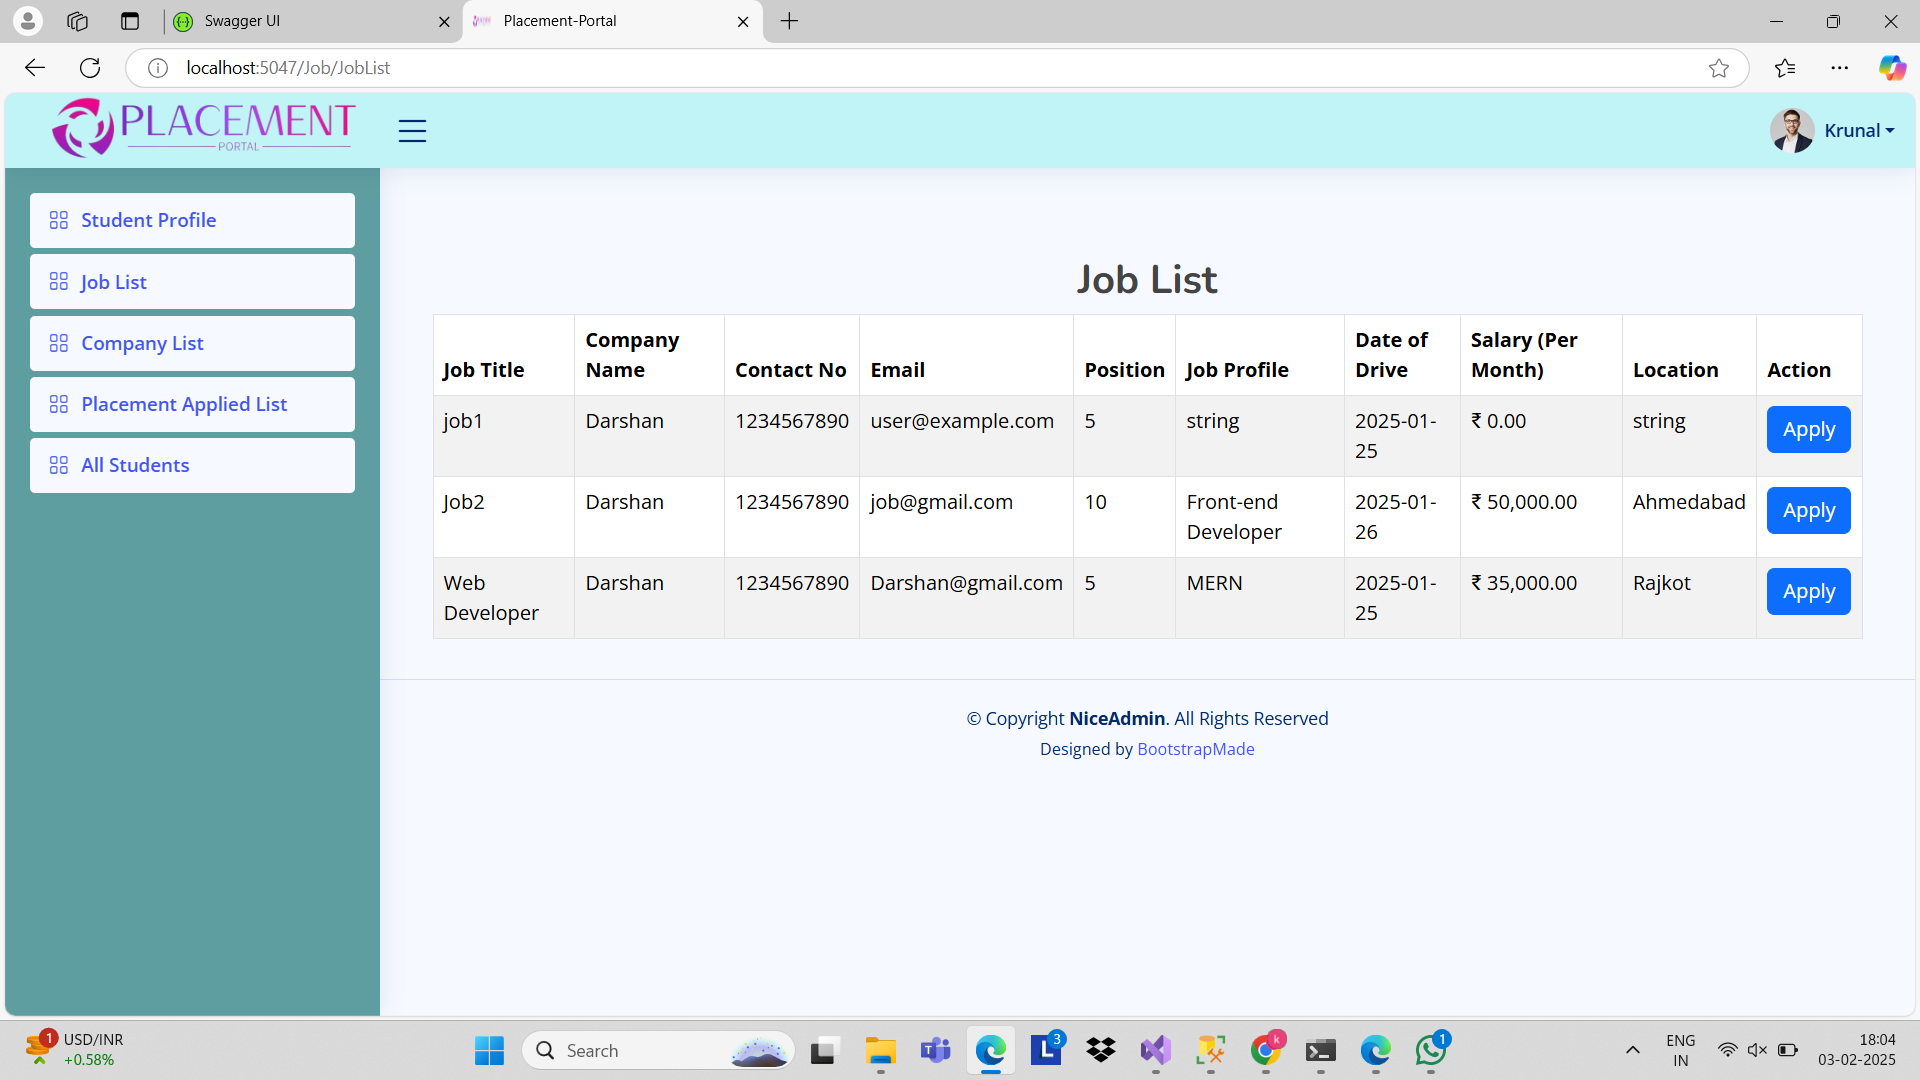 Swagger UI
Placement-Portal
localhost:5047/Job/JobList
PLACEMENT
PORTAL
Krunal
Student Profile
Job List
Company List
Placement Applied List
All Students
Job List
Job Title Company Name Contact No Email Position Job Profile Date of Drive Salary (Per Month) Location Action
job1 Darshan 1234567890 user@example.com 5 string 2025-01-25 ₹ 0.00 string Apply
Job2 Darshan 1234567890 job@gmail.com 10 Front-end Developer 2025-01-26 ₹ 50,000.00 Ahmedabad Apply
Web Developer Darshan 1234567890 Darshan@gmail.com 5 MERN 2025-01-25 ₹ 35,000.00 Rajkot Apply
© Copyright NiceAdmin. All Rights Reserved
Designed by BootstrapMade
1
USD/INR
+0.58%
Search
3
k
1
ENG
IN
18:04
03-02-2025